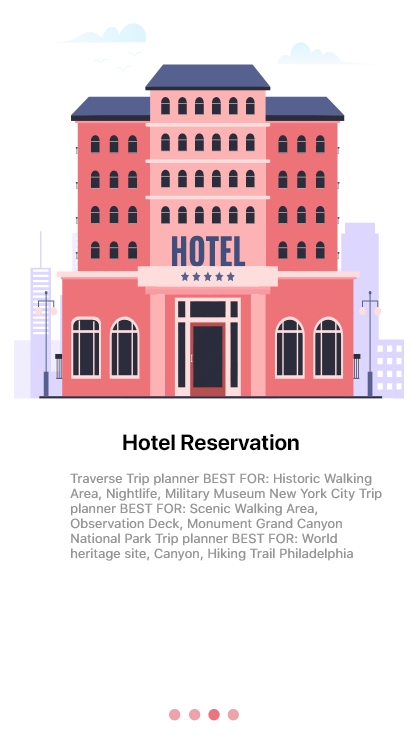 HOTEL
Hotel Reservation
Traverse Trip planner BEST FOR: Historic Walking
Area, Nightlife, Military Museum New York City Trip
planner BEST FOR: Scenic Walking Area,
Observation Deck, Monument Grand Canyon
National Park Trip planner BEST FOR: World
heritage site, Canyon, Hiking Trail Philadelphia